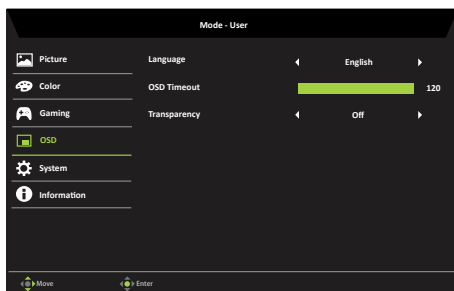 Mode - User
Picture
Language
English
Color
OSD Timeout
120
Gaming
Transparency
Off
OSD
System
Information
Move
Enter